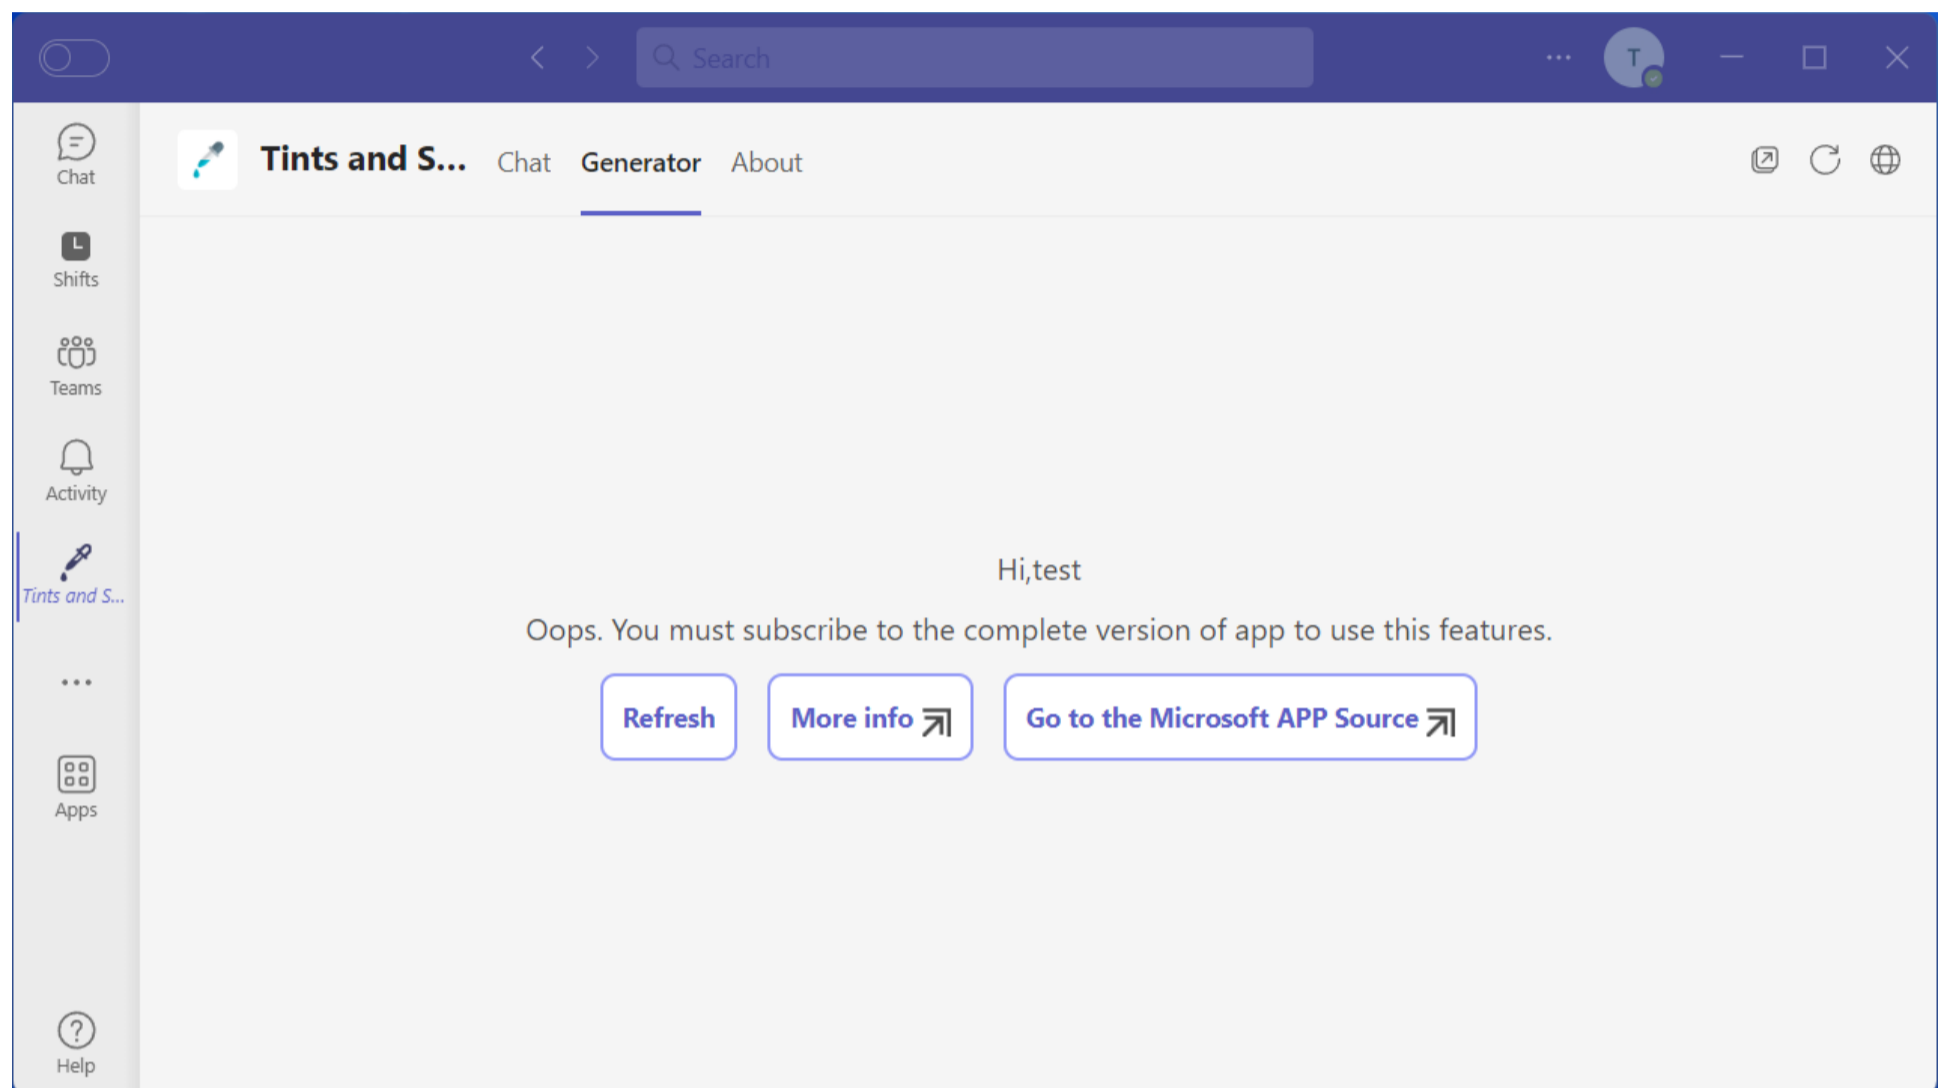 Search
T
Chat
Shifts
Teams
Activity
Tints and S...
Apps
Help
Tints and S... Chat Generator About
Hi,test
Oops. You must subscribe to the complete version of app to use this features.
Refresh More info Go to the Microsoft APP Source